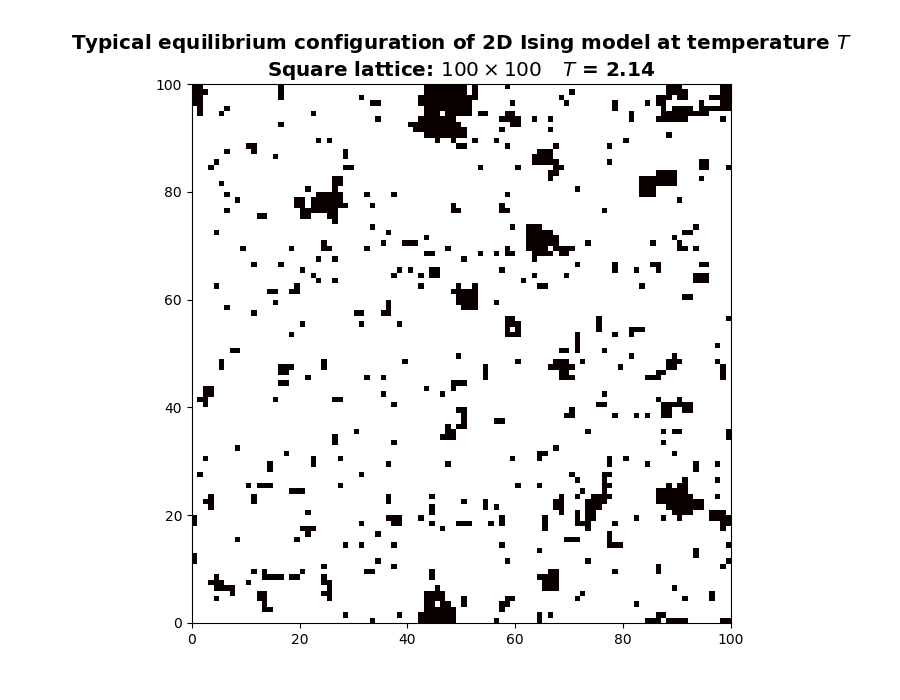 Typical equilibrium configuration of 2D Ising model at temperature T
Square lattice: 100 × 100 T = 2.14
100
80
60
40
20
0
0 20 40 60 80 100